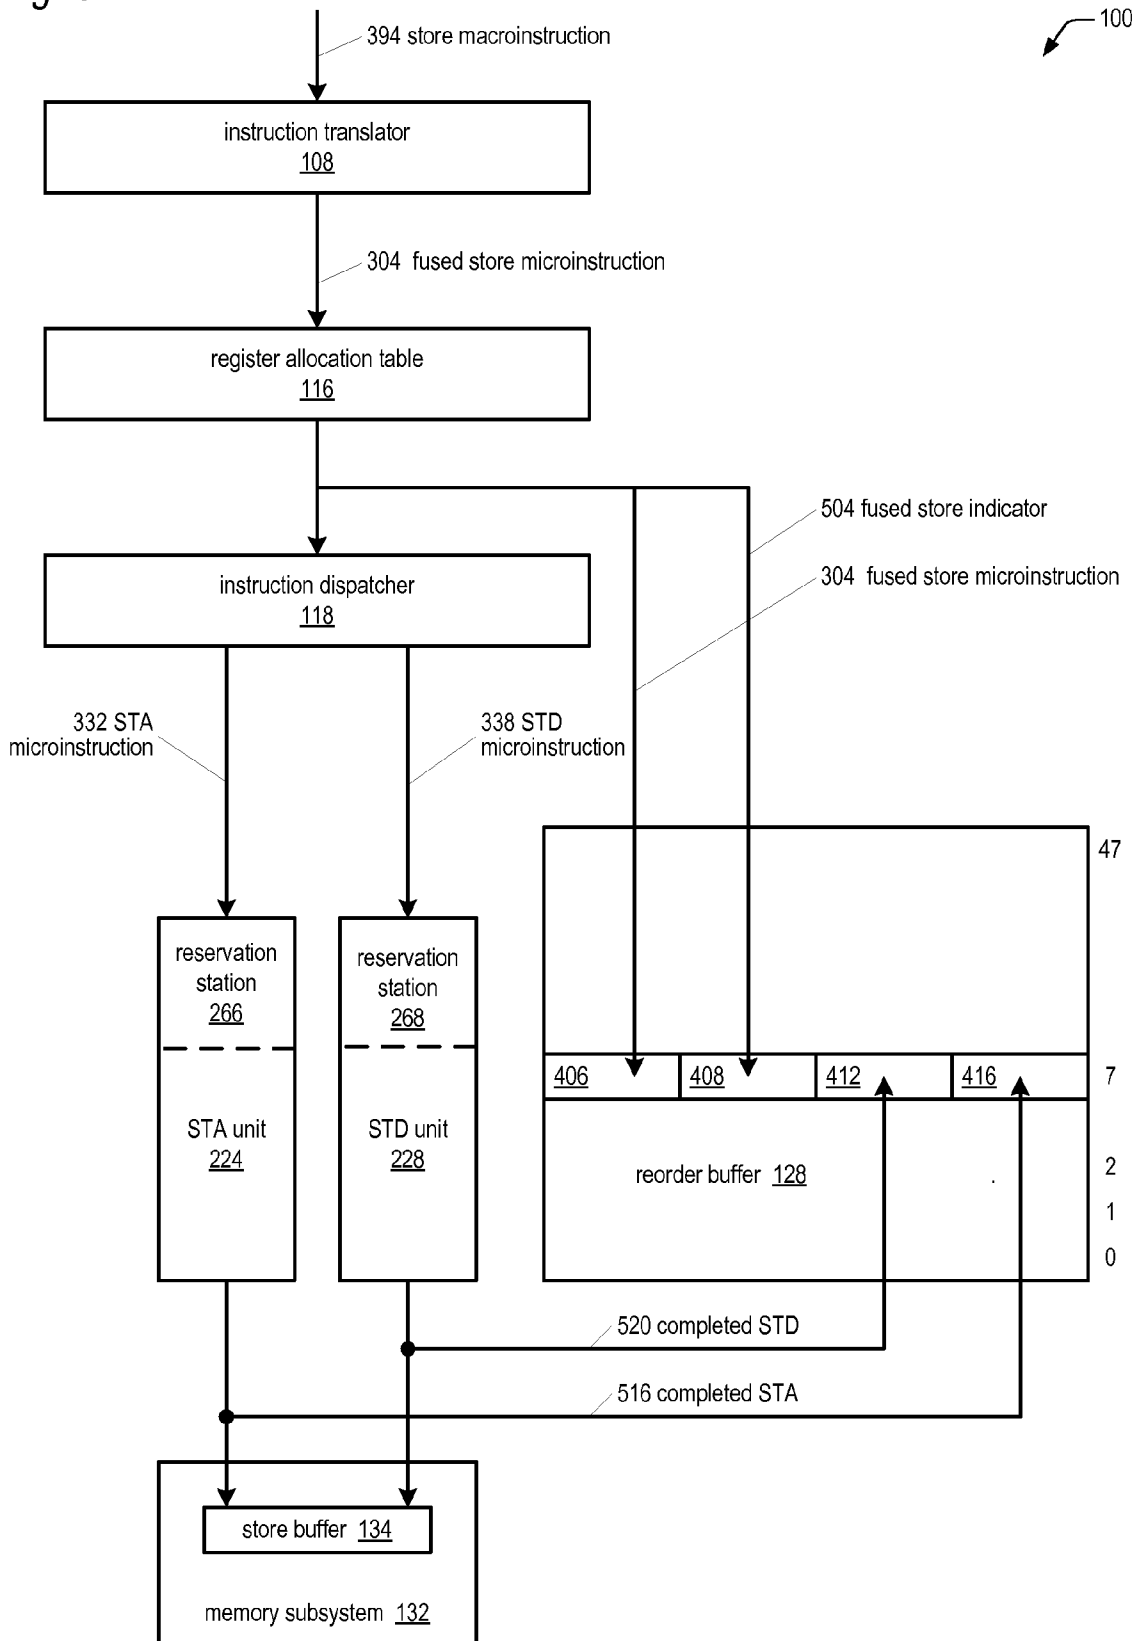 100
394 store macroinstruction
instruction translator
108
304 fused store microinstruction
register allocation table
116
504 fused store indicator
304 fused store microinstruction
instruction dispatcher
118
332 STA
microinstruction
338 STD
microinstruction
47
reservation
station
266
reservation
station
268
406
408
412
416
7
STA unit
224
STD unit
228
reorder buffer 128
.
2
1
0
520 completed STD
516 completed STA
store buffer 134
memory subsystem 132